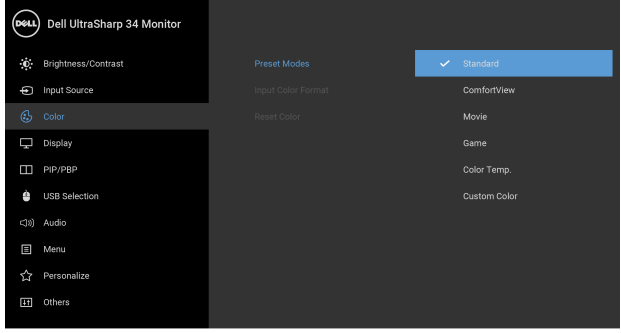 DELL Dell UltraSharp 34 Monitor
Brightness/Contrast Preset Modes Standard
Input Source Input Color Format ComfortView
Color Reset Color Movie
Display Game
PIP/PBP Color Temp.
USB Selection Custom Color
Audio
Menu
Personalize
Others